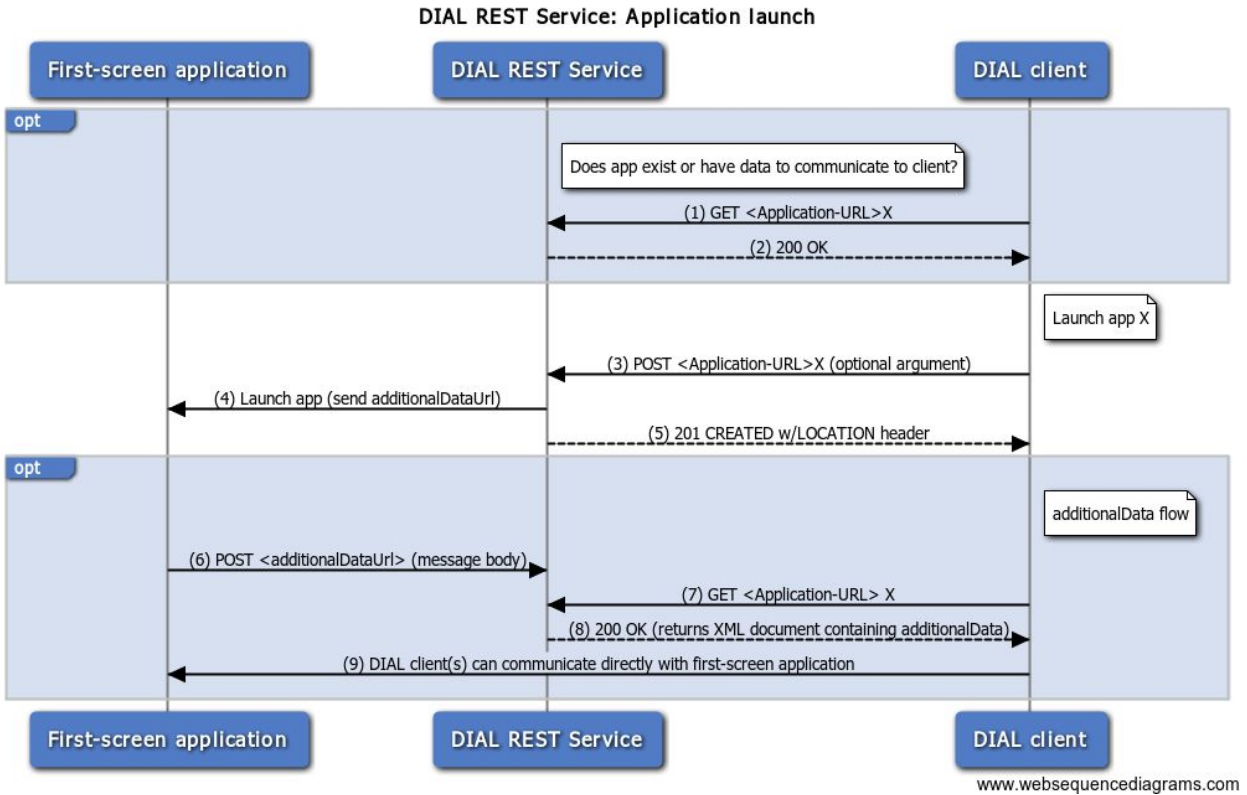 DIAL REST Service: Application launch
First-screen application
DIAL REST Service
DIAL client
opt
Does app exist or have data to communicate to client?
(1) GET <Application-URL>X
(2) 200 OK
Launch app X
(3) POST <Application-URL>X (optional argument)
(4) Launch app (send additionalDataUrl)
(5) 201 CREATED w/LOCATION header
opt
additionalData flow
(6) POST <additionalDataUrl> (message body)
(7) GET <Application-URL> X
(8) 200 OK (returns XML document containing additionalData)
(9) DIAL client(s) can communicate directly with first-screen application
First-screen application
DIAL REST Service
DIAL client
www.websequencediagrams.com